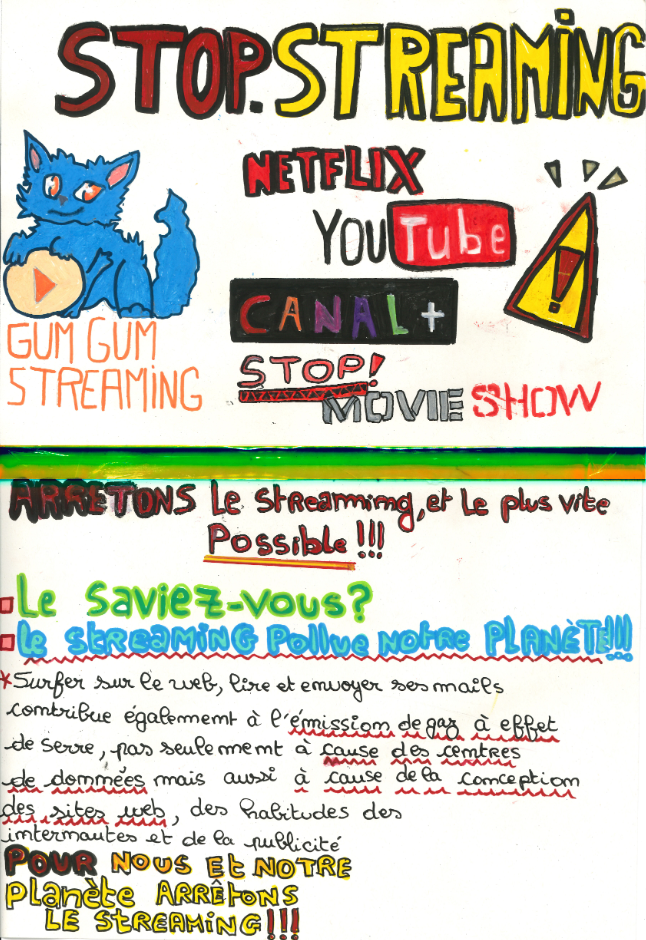 STOP.STREAMING
NETFLIX
YOUTube
CANAL+
GUM GUM
STREAMING
STOP!
MOVIE SHOW
!
ARRETONS Le Streamming, et Le plus vite
Possible!!!
Le Saviez-vous?
Le STREAMING Pollue NOTRE PLANÈTE!!!
*Surfer sur le web, lire et envoyer ses mails
contribue également à l'émission de gaz à effet
de serre, pas seulement à cause des centres
de données mais aussi à cause de la conception
des sites web, des habitudes des
internautes et de la publicité
POUR NOUS Et NOTRE
planète ARRÊtONS
LE STREAMiNG!!!